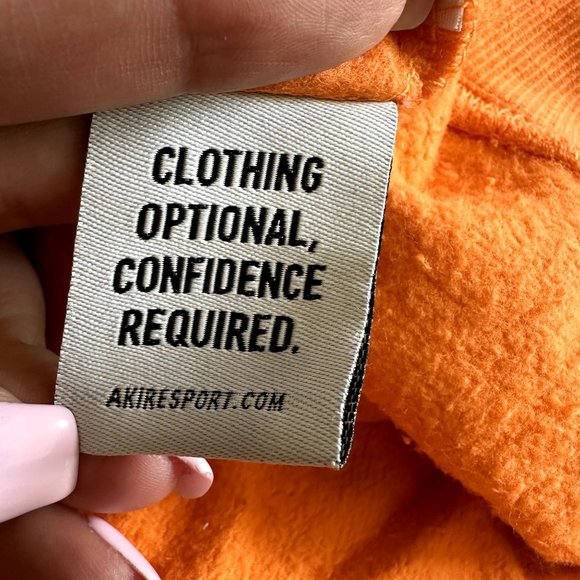 CLOTHING
OPTIONAL,
CONFIDENCE
REQUIRED.
AKIRESPORT.COM